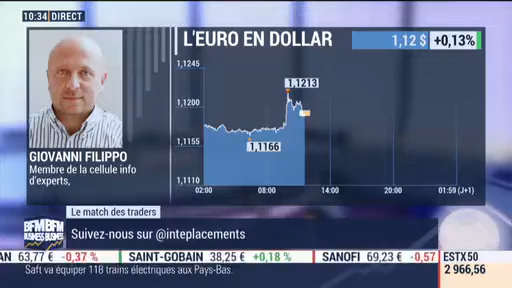 10:34 DIRECT
L'EURO EN DOLLAR
1,12 $ +0,13%
1,1245
1,1213
1,1200
1,1155
1,1166
1,1110
02:00 08:00 14:00 20:00 01:59 (J+1)
GIOVANNI FILIPPO
Membre de la cellule info
d'experts,
Le match des traders
BFM BFM
BUSINESS BUSINESS
Suivez-nous sur @inteplacements
AN 63,77 € -0,37 % SAINT-GOBAIN 38,25 € +0,18 % SANOFI 69,23 € -0,57
ESTX50
2 966,56
Saft va équiper 118 trains électriques aux Pays-Bas.